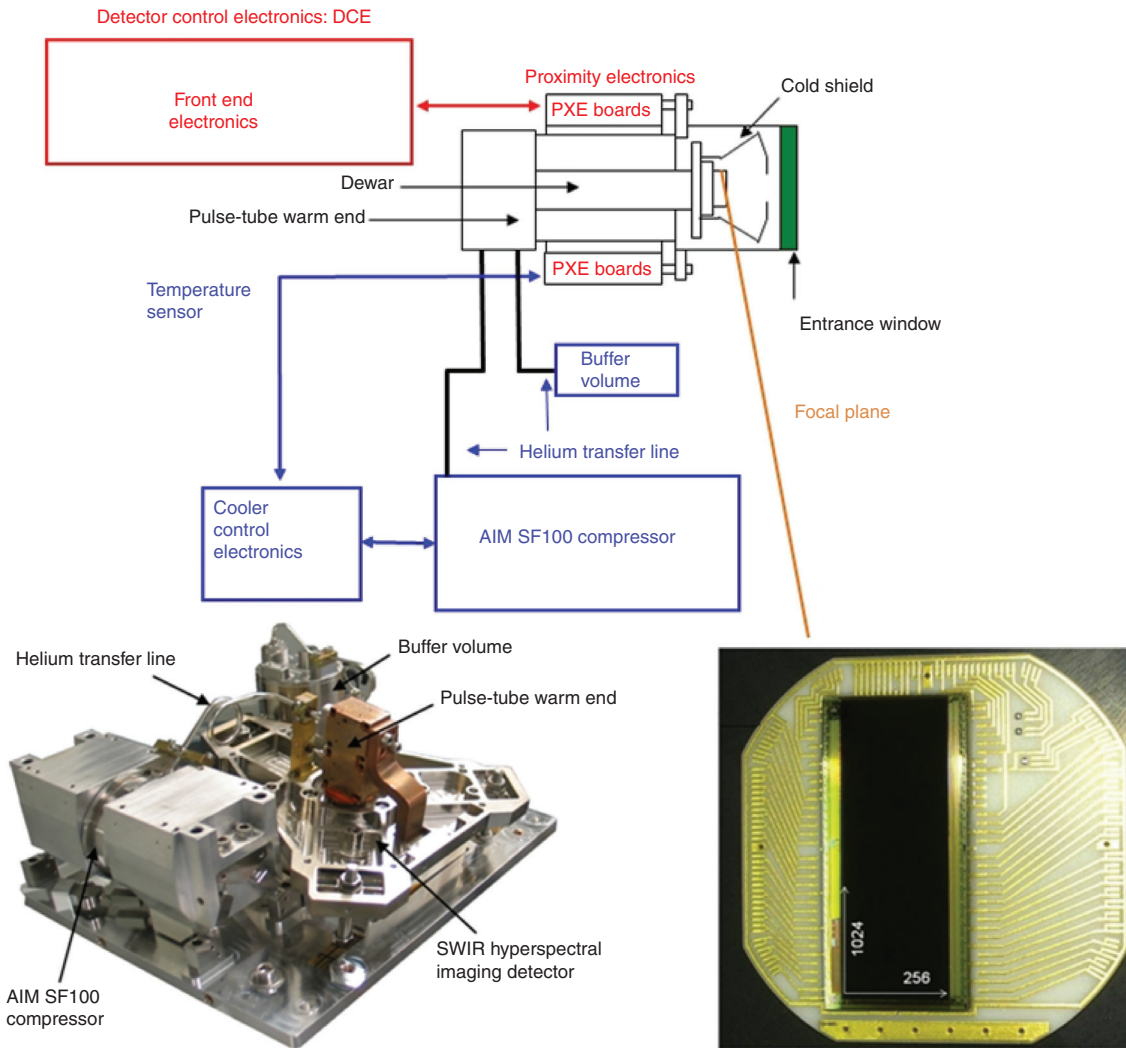 Detector control electronics: DCE
Front end
electronics
Proximity electronics
PXE boards
Cold shield
Dewar
Pulse-tube warm end
PXE boards
Temperature
sensor
Entrance window
Buffer
volume
Focal plane
Helium transfer line
Cooler
control
electronics
AIM SF100 compressor
Helium transfer line
Buffer volume
Pulse-tube warm end
SWIR hyperspectral
imaging detector
AIM SF100
compressor
1024
256